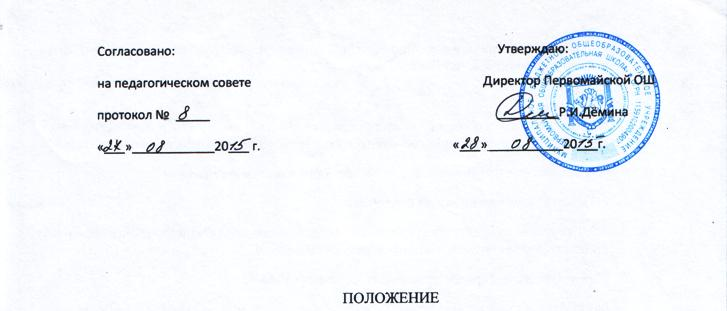 Согласовано:
на педагогическом совете
протокол № 8
«27» 08 2015 г.
Утверждаю:
Директор Первомайской ОШ
Р.И.Дёмина
«28» 08 2015 г.
ПОЛОЖЕНИЕ